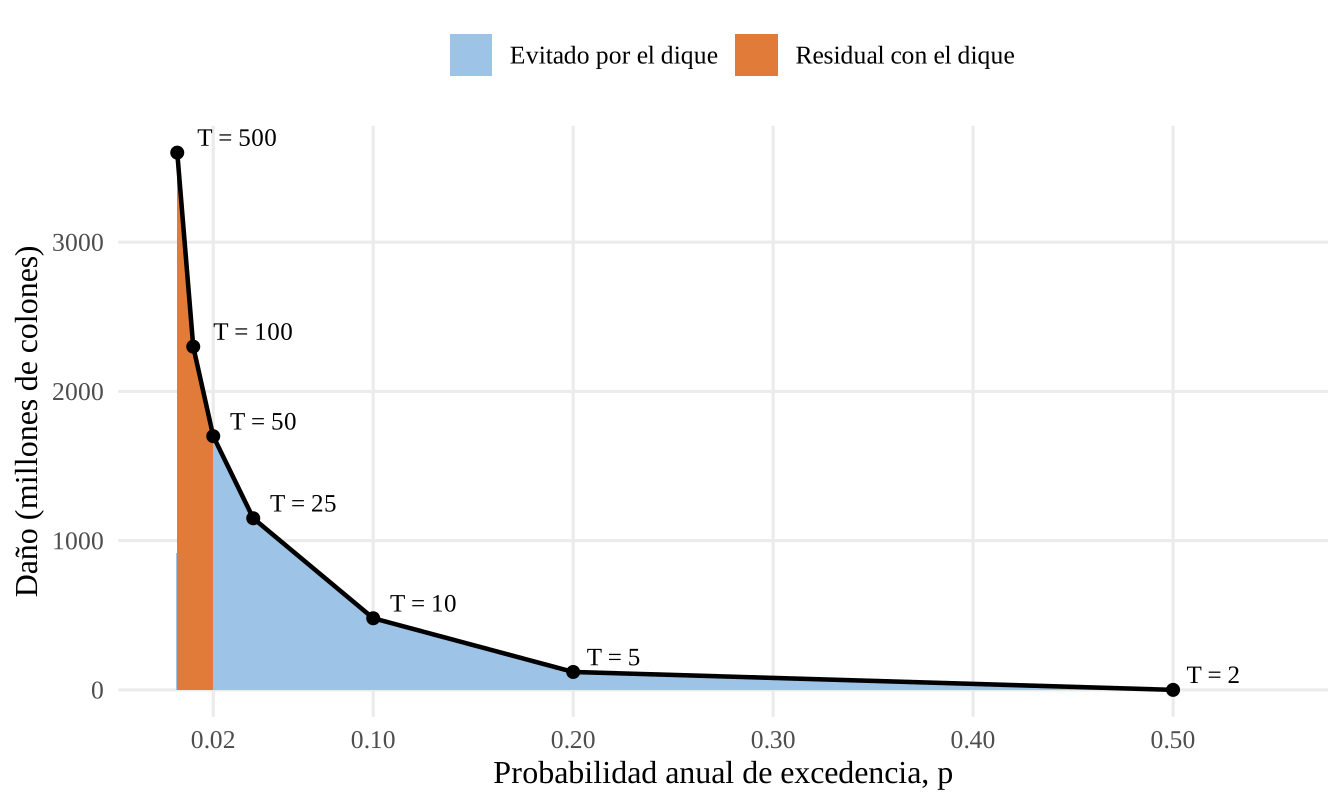 Evitado por el dique Residual con el dique
T = 500
3000
T = 100
2000
T = 50
T = 25
1000
T = 10
T = 5
T = 2
0
Daño (millones de colones)
0.02 0.10 0.20 0.30 0.40 0.50
Probabilidad anual de excedencia, p